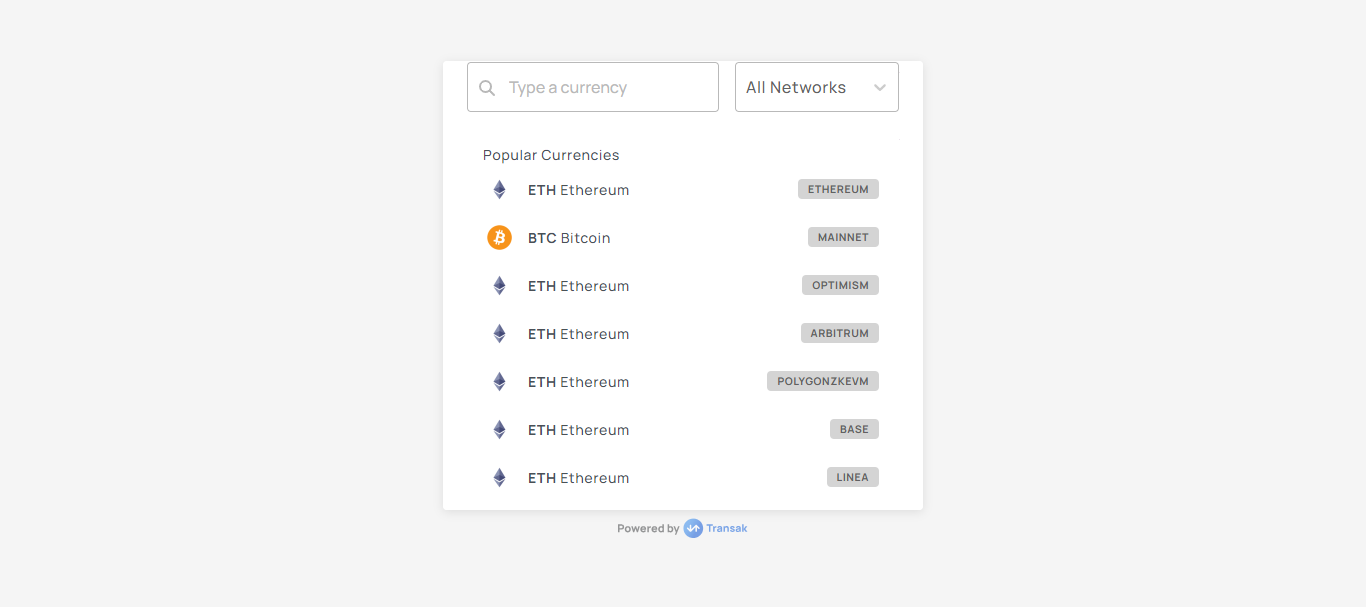 Type a currency
All Networks
Popular Currencies
ETH Ethereum ETHEREUM
BTC Bitcoin MAINNET
ETH Ethereum OPTIMISM
ETH Ethereum ARBITRUM
ETH Ethereum POLYGONZKEVM
ETH Ethereum BASE
ETH Ethereum LINEA
Powered by Transak